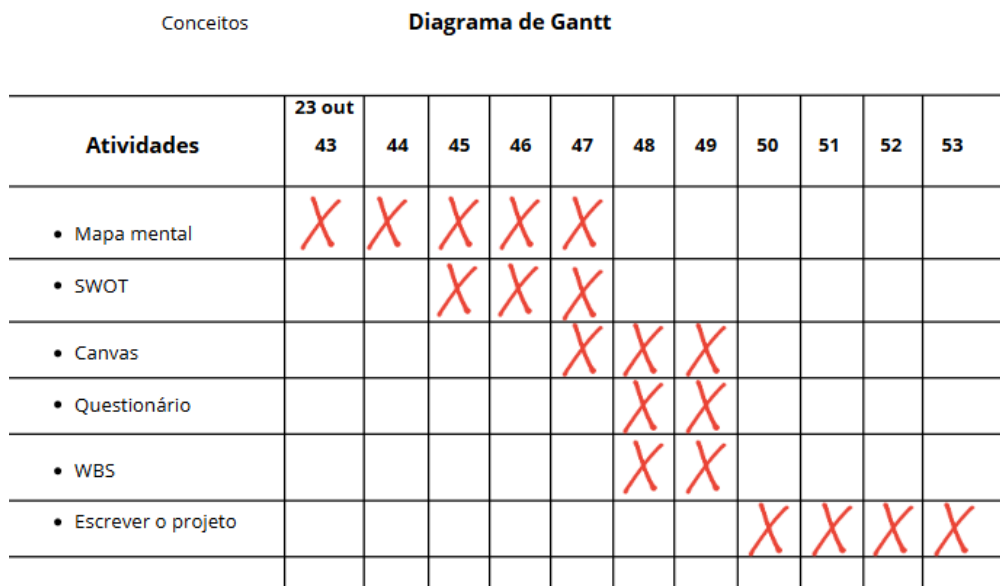 Conceitos Diagrama de Gantt
23 out
Atividades 43 44 45 46 47 48 49 50 51 52 53
• Mapa mental X X X X X
• SWOT X X X
• Canvas X X X
• Questionário X X
• WBS X X
• Escrever o projeto X X X X